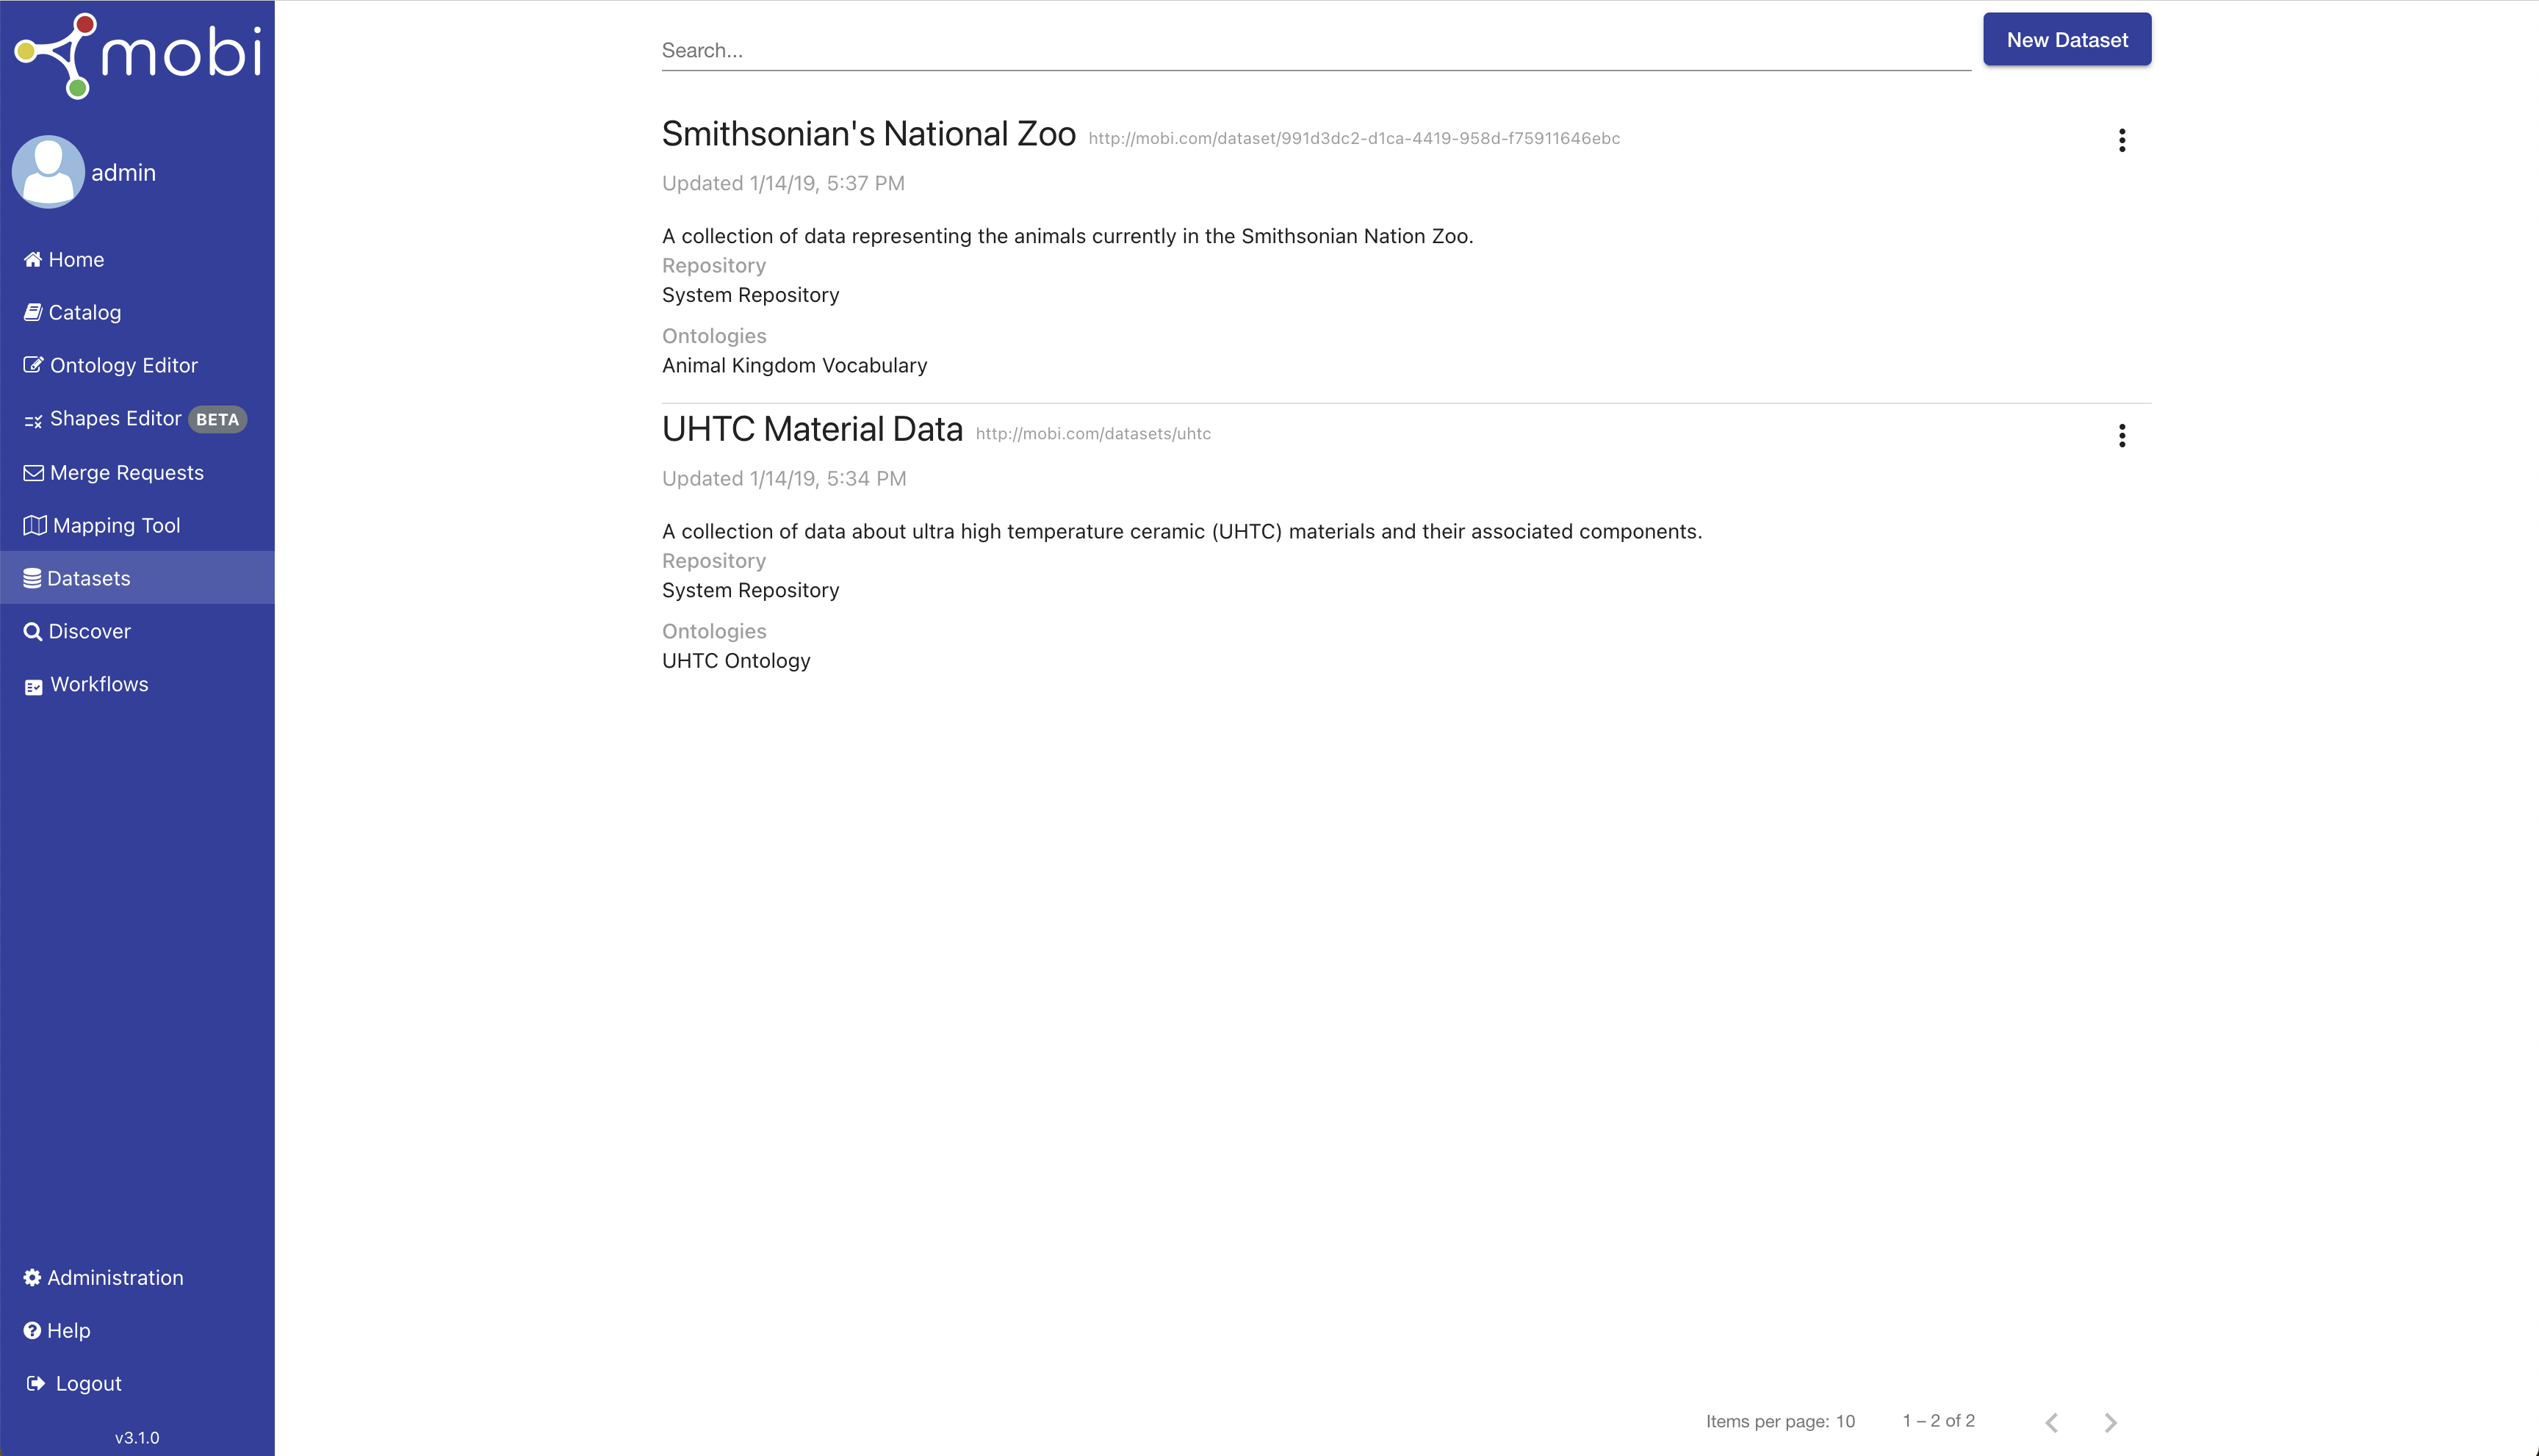 mobi
admin
Home
Catalog
Ontology Editor
Shapes Editor BETA
Merge Requests
Mapping Tool
Datasets
Discover
Workflows
Administration
Help
Logout
v3.1.0
Search...
New Dataset
Smithsonian's National Zoo http://mobi.com/dataset/991d3dc2-d1ca-4419-958d-f75911646ebc
Updated 1/14/19, 5:37 PM
A collection of data representing the animals currently in the Smithsonian Nation Zoo.
Repository
System Repository
Ontologies
Animal Kingdom Vocabulary
UHTC Material Data http://mobi.com/datasets/uhtc
Updated 1/14/19, 5:34 PM
A collection of data about ultra high temperature ceramic (UHTC) materials and their associated components.
Repository
System Repository
Ontologies
UHTC Ontology
Items per page: 10 1 – 2 of 2